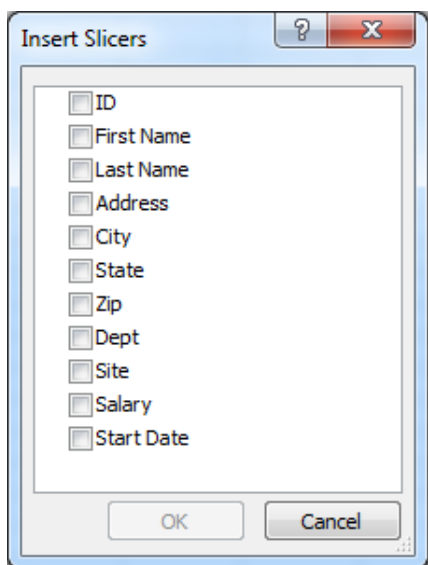 Insert Slicers
ID
First Name
Last Name
Address
City
State
Zip
Dept
Site
Salary
Start Date
OK Cancel